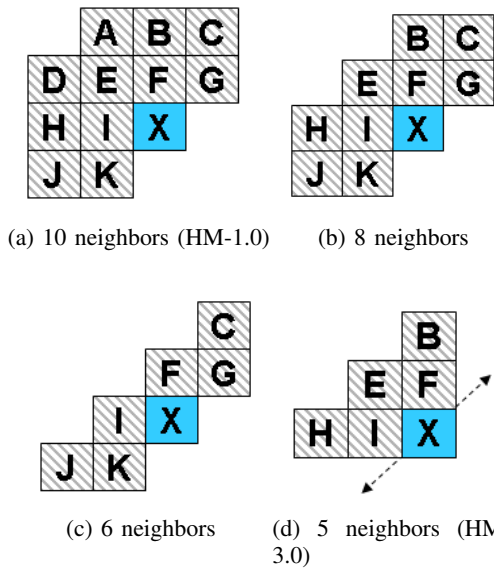 A B C
D E F G
H I X
J K
(a) 10 neighbors (HM-1.0)
B C
E F G
H I X
J K
(b) 8 neighbors
C
F G
I X
J K
(c) 6 neighbors
B
E F
H I X
(d) 5 neighbors (HM
3.0)